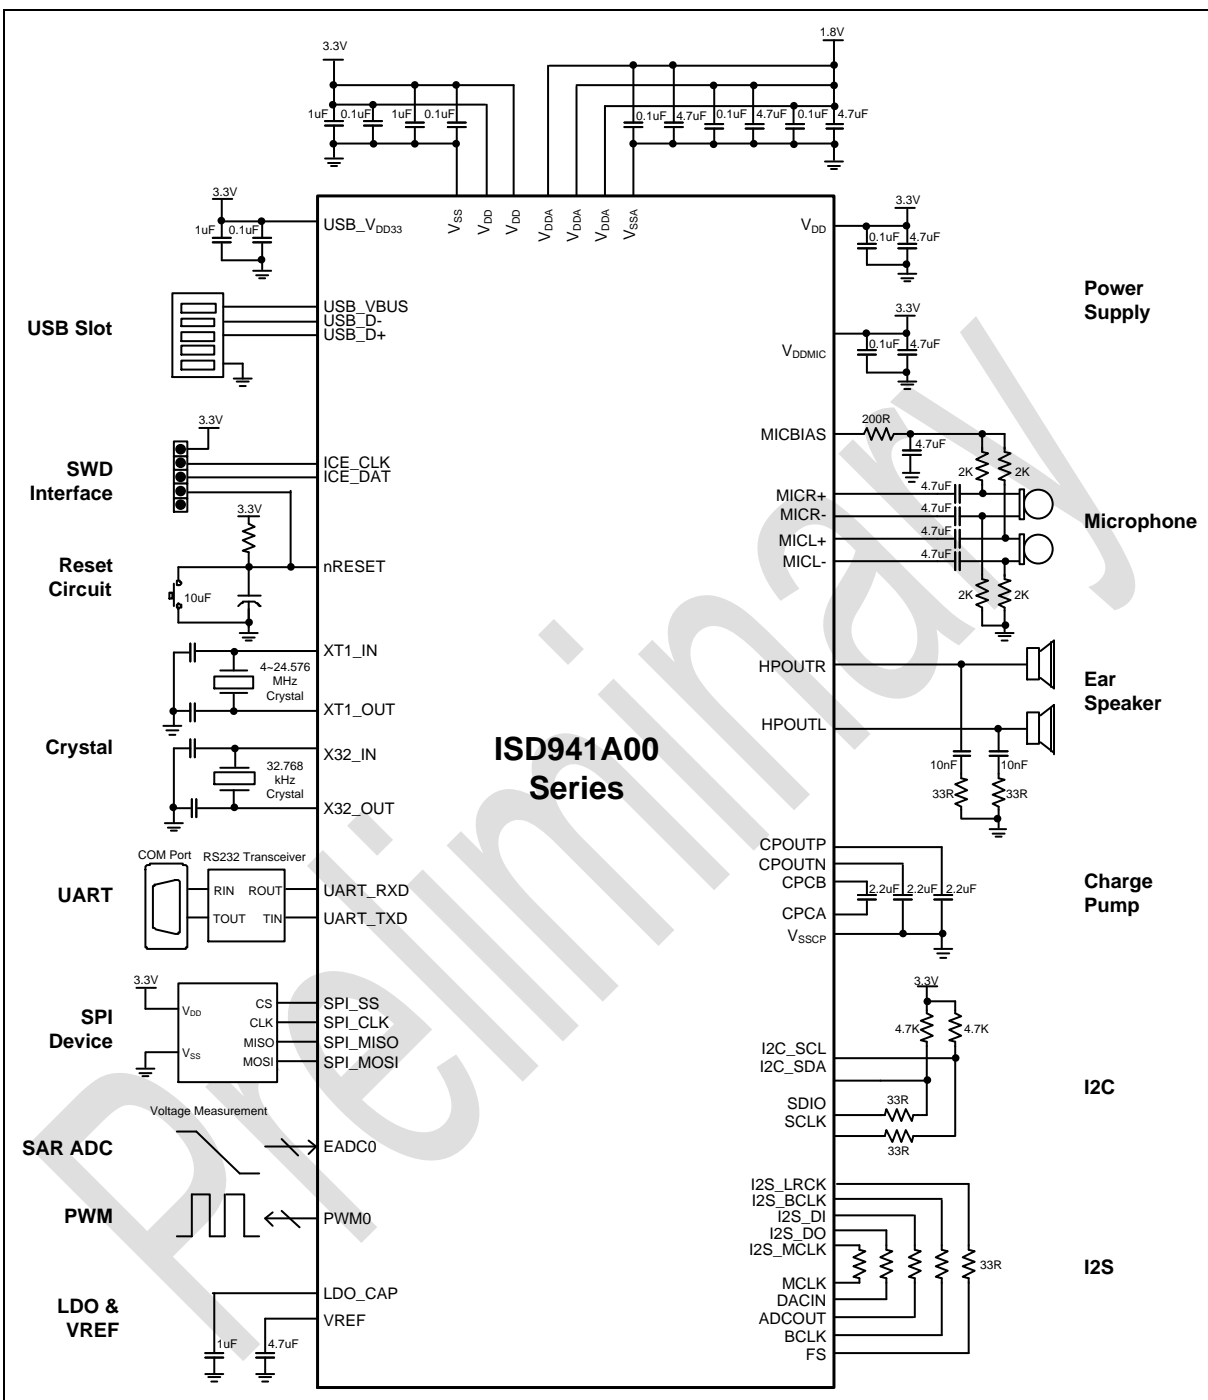 3.3V
1.8V
1uF 0.1uF 1uF 0.1uF
0.1uF 4.7uF 0.1uF 4.7uF 0.1uF 4.7uF
VSS VDD VDD VDDA VDDA VDDA VSSA
3.3V
1uF 0.1uF
USB_VDD33
VDD
3.3V
0.1uF 4.7uF
Power
Supply
USB Slot
USB_VBUS
USB_D-
USB_D+
VDDMIC
3.3V
0.1uF 4.7uF
SWD
Interface
3.3V
ICE_CLK
ICE_DAT
MICBIAS
200R
4.7uF
2K 2K
MICR+
4.7uF
MICR-
4.7uF
MICL+
4.7uF
MICL-
4.7uF
2K 2K
Microphone
Reset
Circuit
3.3V
10uF
nRESET
Crystal
XT1_IN
4~24.576
MHz
Crystal
XT1_OUT
X32_IN
32.768
kHz
Crystal
X32_OUT
HPOUTR
HPOUTL
10nF 10nF
33R 33R
Ear
Speaker
ISD941A00
Series
UART
COM Port RS232 Transceiver
RIN ROUT UART_RXD
TOUT TIN UART_TXD
CPOUTP
CPOUTN
CPCB
CPCA
VSSCP
2.2uF 2.2uF 2.2uF
Charge
Pump
SPI
Device
3.3V
VDD
VSS
CS SPI_SS
CLK SPI_CLK
MISO SPI_MISO
MOSI SPI_MOSI
3.3V
4.7K 4.7K
I2C_SCL
I2C_SDA
SDIO
SCLK
33R
33R
I2C
SAR ADC
Voltage Measurement
EADC0
PWM
PWM0
I2S_LRCK
I2S_BCLK
I2S_DI
I2S_DO
I2S_MCLK
MCLK
DACIN
ADCOUT
BCLK
FS
33R
I2S
LDO &
VREF
LDO_CAP
VREF
1uF 4.7uF
Preliminary